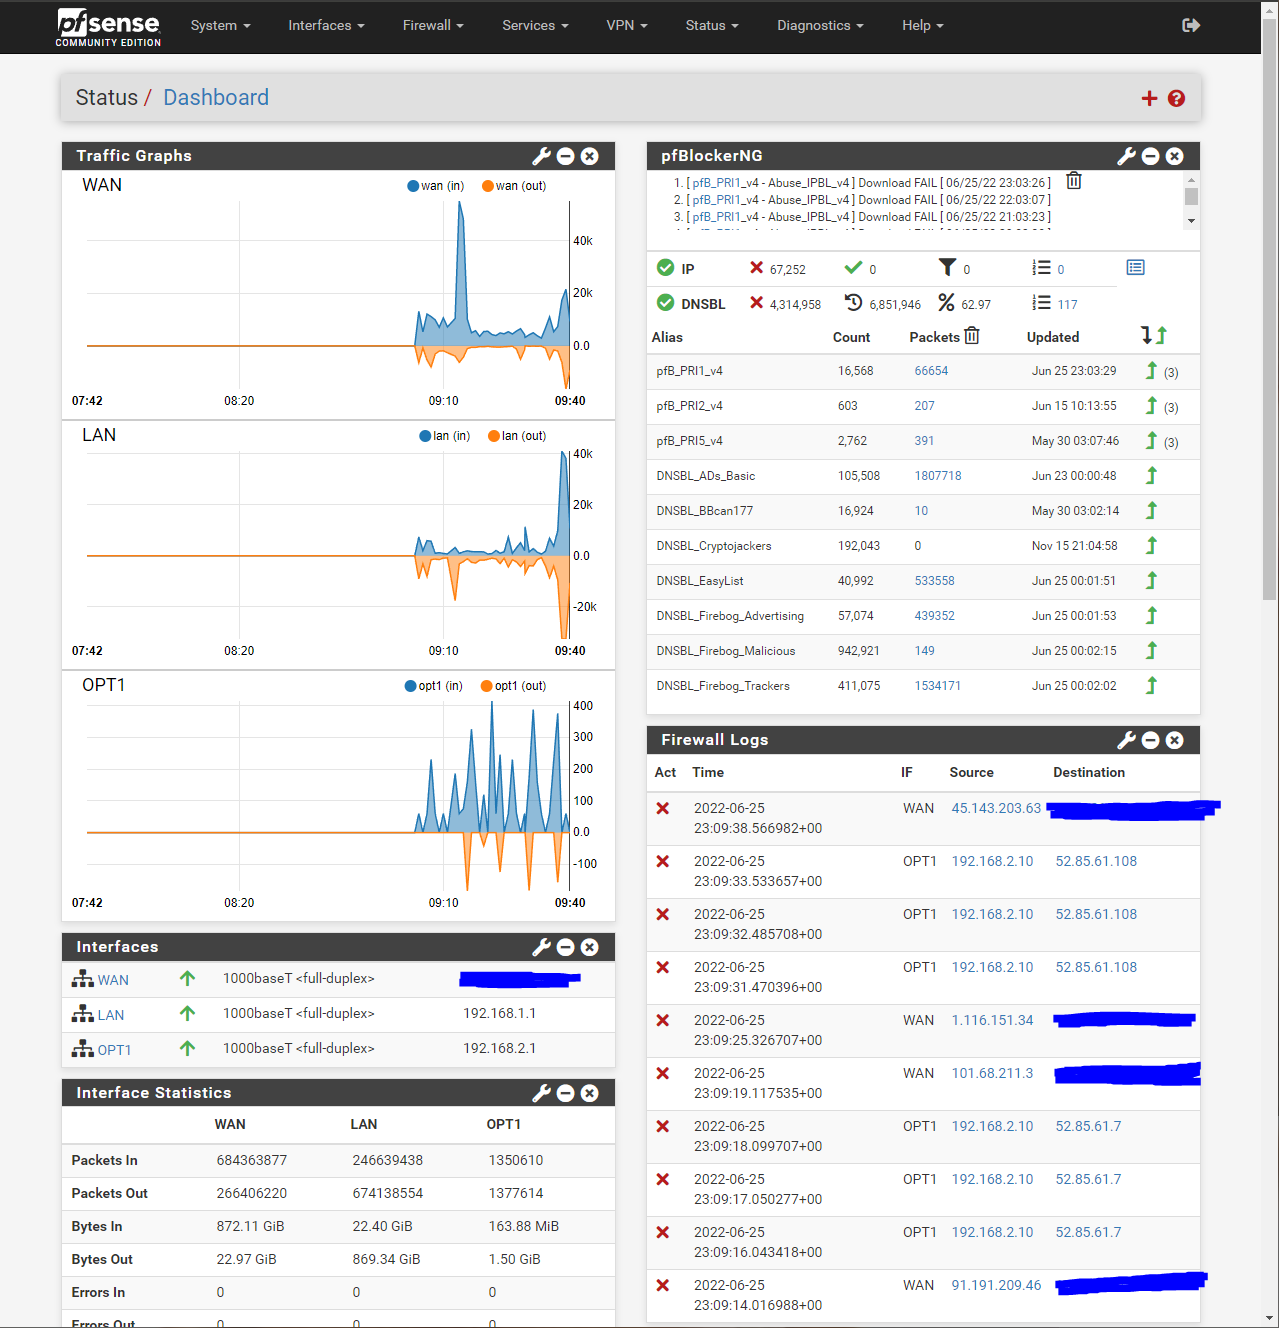 pfsense
COMMUNITY EDITION
System Interfaces Firewall Services VPN Status Diagnostics Help
Status / Dashboard
Traffic Graphs
WAN wan (in) wan (out)
40k
20k
0.0
07:42 08:20 09:10 09:40
LAN lan (in) lan (out)
40k
20k
0.0
-20k
07:42 08:20 09:10 09:40
OPT1 opt1 (in) opt1 (out)
400
300
200
100
0.0
-100
07:42 08:20 09:10 09:40
Interfaces
WAN 1000baseT <full-duplex>
LAN 1000baseT <full-duplex> 192.168.1.1
OPT1 1000baseT <full-duplex> 192.168.2.1
Interface Statistics
WAN LAN OPT1
Packets In 684363877 246639438 1350610
Packets Out 266406220 674138554 1377614
Bytes In 872.11 GiB 22.40 GiB 163.88 MiB
Bytes Out 22.97 GiB 869.34 GiB 1.50 GiB
Errors In 0 0 0
Errors Out 0 0 0
pfBlockerNG
1. [ pfB_PRI1_v4 - Abuse_IPBL_v4 ] Download FAIL [ 06/25/22 23:03:26 ]
2. [ pfB_PRI1_v4 - Abuse_IPBL_v4 ] Download FAIL [ 06/25/22 22:03:07 ]
3. [ pfB_PRI1_v4 - Abuse_IPBL_v4 ] Download FAIL [ 06/25/22 21:03:23 ]
IP 67,252 0 0 0
DNSBL 4,314,958 6,851,946 62.97 117
Alias Count Packets Updated
pfB_PRI1_v4 16,568 66654 Jun 25 23:03:29 (3)
pfB_PRI2_v4 603 207 Jun 15 10:13:55 (3)
pfB_PRI5_v4 2,762 391 May 30 03:07:46 (3)
DNSBL_ADs_Basic 105,508 1807718 Jun 23 00:00:48
DNSBL_BBcan177 16,924 10 May 30 03:02:14
DNSBL_Cryptojackers 192,043 0 Nov 15 21:04:58
DNSBL_EasyList 40,992 533558 Jun 25 00:01:51
DNSBL_Firebog_Advertising 57,074 439352 Jun 25 00:01:53
DNSBL_Firebog_Malicious 942,921 149 Jun 25 00:02:15
DNSBL_Firebog_Trackers 411,075 1534171 Jun 25 00:02:02
Firewall Logs
Act Time IF Source Destination
2022-06-25 WAN 45.143.203.63
23:09:38.566982+00
2022-06-25 OPT1 192.168.2.10 52.85.61.108
23:09:33.533657+00
2022-06-25 OPT1 192.168.2.10 52.85.61.108
23:09:32.485708+00
2022-06-25 OPT1 192.168.2.10 52.85.61.108
23:09:31.470396+00
2022-06-25 WAN 1.116.151.34
23:09:25.326707+00
2022-06-25 WAN 101.68.211.3
23:09:19.117535+00
2022-06-25 OPT1 192.168.2.10 52.85.61.7
23:09:18.099707+00
2022-06-25 OPT1 192.168.2.10 52.85.61.7
23:09:17.050277+00
2022-06-25 OPT1 192.168.2.10 52.85.61.7
23:09:16.043418+00
2022-06-25 WAN 91.191.209.46
23:09:14.016988+00